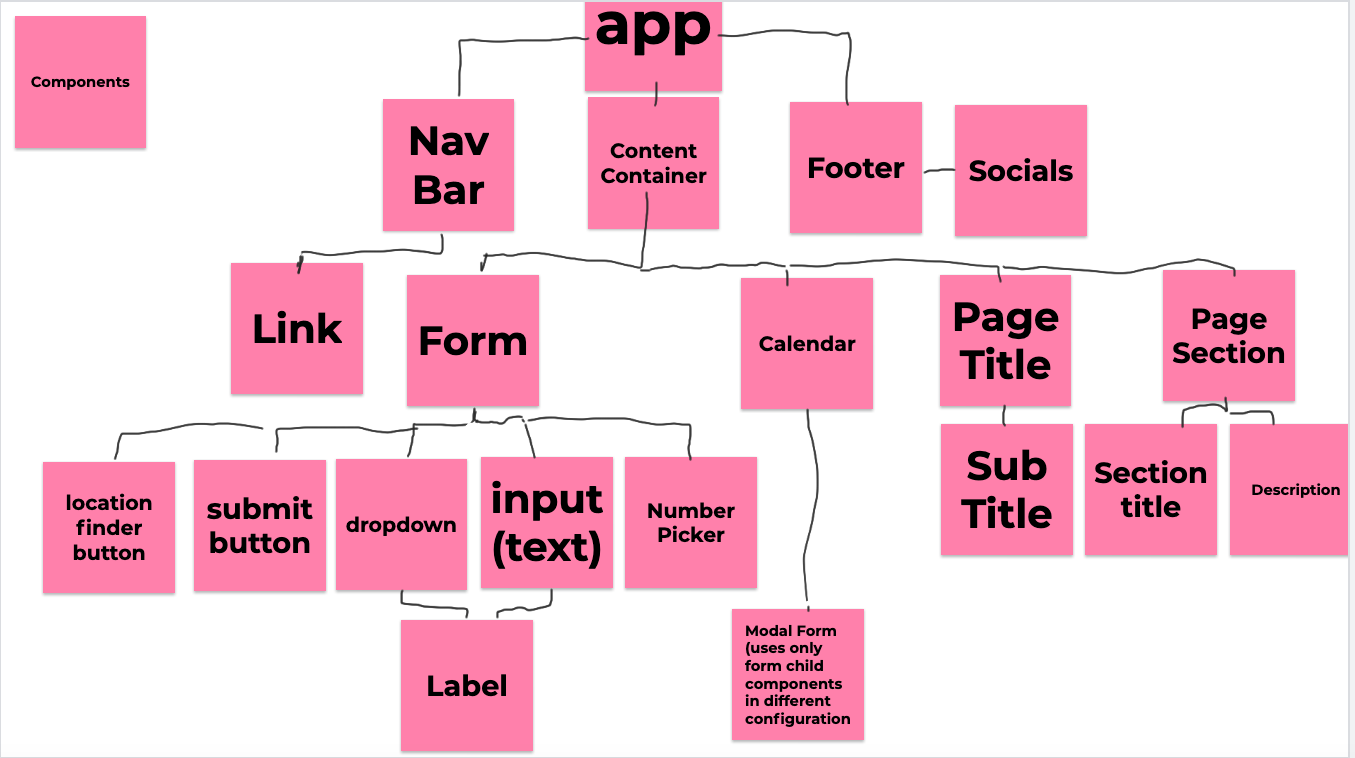 app
Components
Nav
Bar
Content
Container
Footer
Socials
Link
Form
Calendar
Page
Title
Page
Section
location
finder
button
submit
button
dropdown
input
(text)
Number
Picker
Sub
Title
Section
title
Description
Label
Modal Form
(uses only
form child
components
in different
configuration